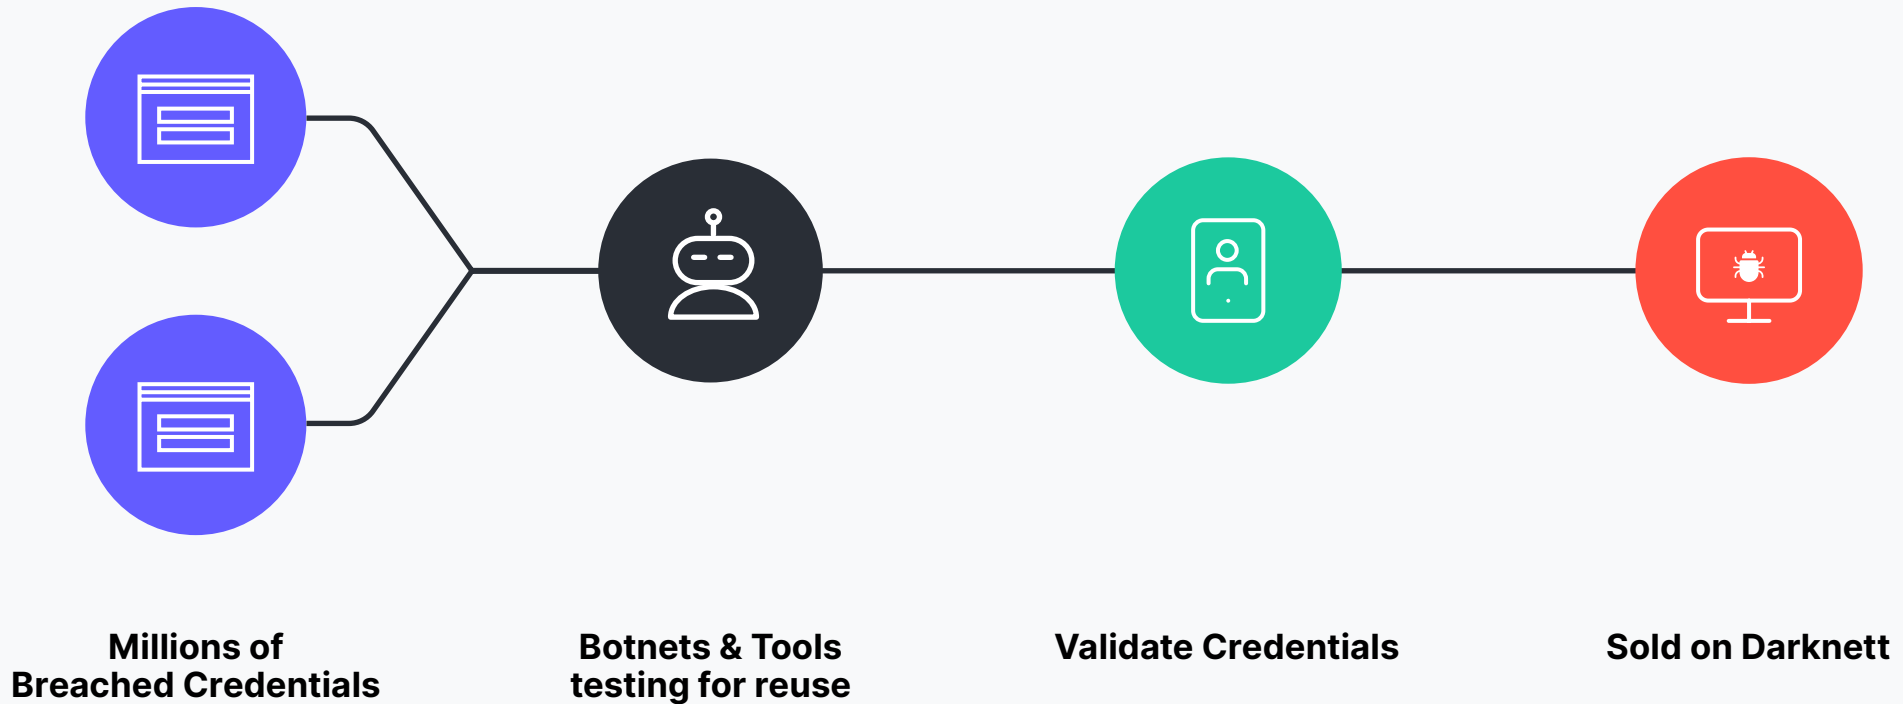 Millions of
Breached Credentials
Botnets & Tools
testing for reuse
Validate Credentials
Sold on Darknett